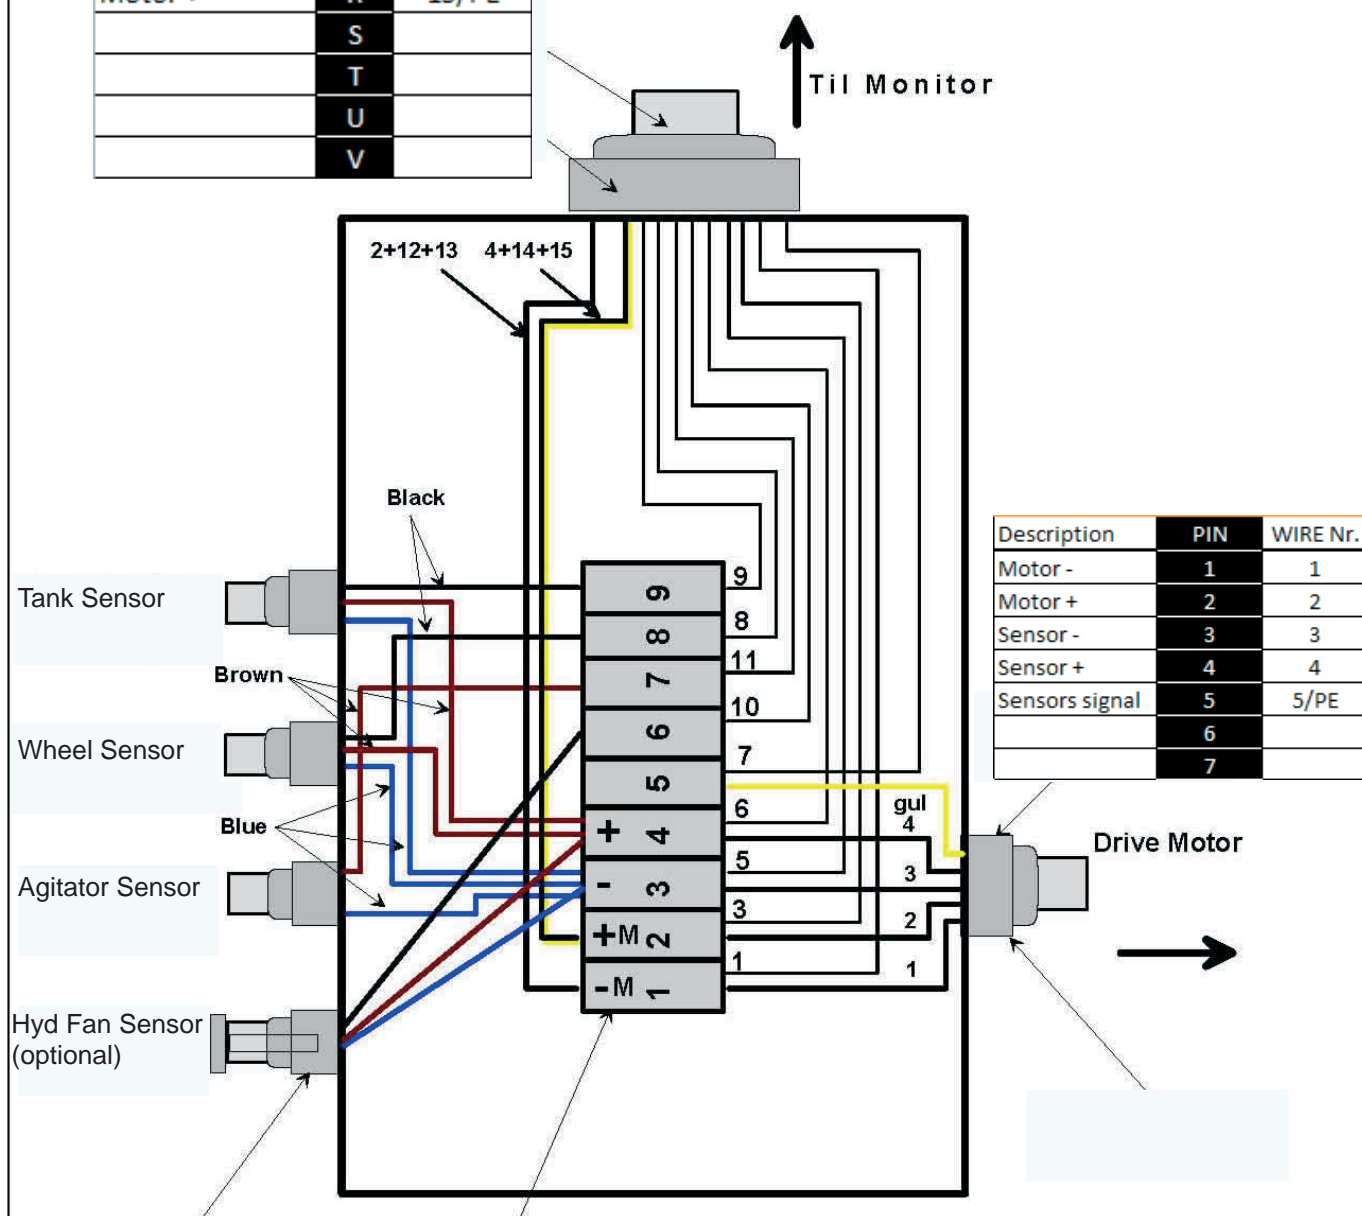 R
S
T
U
V
Til Monitor
2+12+13 4+14+15
Black
Tank Sensor
Brown
Wheel Sensor
Blue
Agitator Sensor
Hyd Fan Sensor
(optional)
9 9
8 8
7 11
6 10
5 7
+ 4 6
- 3 5
+M 2 3
-M 1 1
gul
4
3
2
1
Drive Motor
Description PIN WIRE Nr.
Motor - 1 1
Motor + 2 2
Sensor - 3 3
Sensor + 4 4
Sensors signal 5 5/PE
6
7